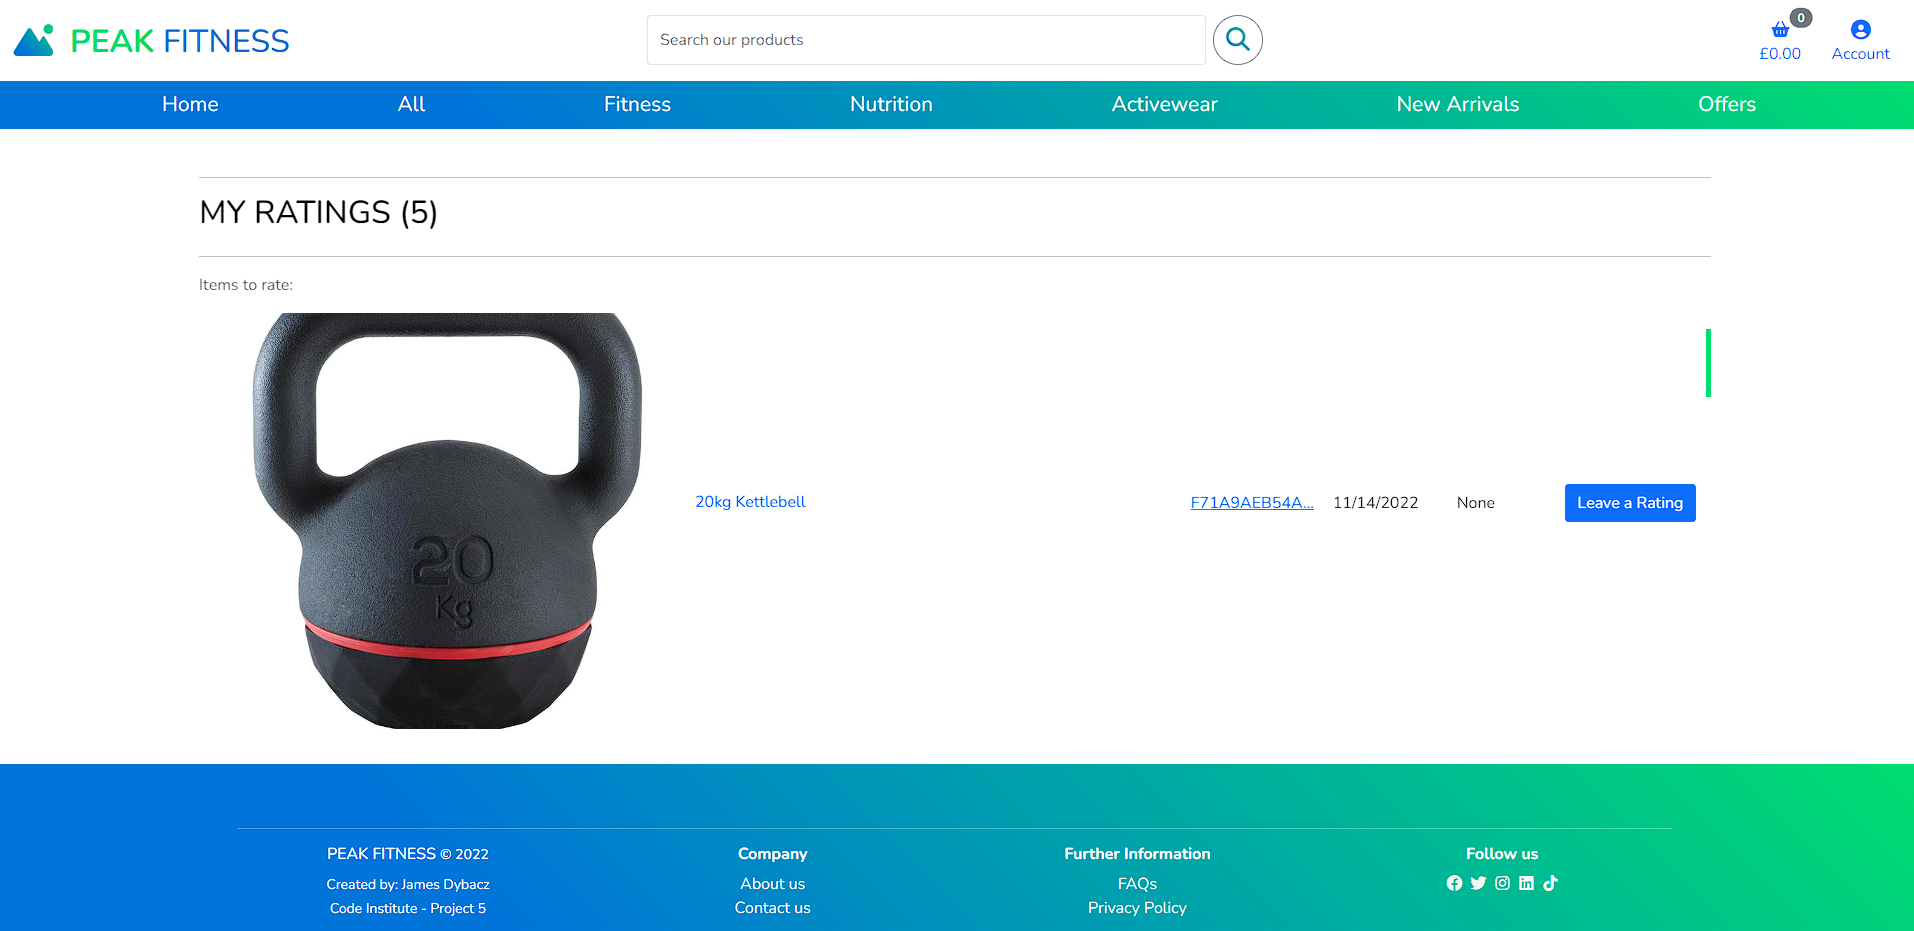 PEAK FITNESS
Search our products
0
£0.00
Account
Home All Fitness Nutrition Activewear New Arrivals Offers
MY RATINGS (5)
Items to rate:
20
Kg
20kg Kettlebell F71A9AEB54A... 11/14/2022 None Leave a Rating
PEAK FITNESS © 2022
Created by: James Dybacz
Code Institute - Project 5
Company
About us
Contact us
Further Information
FAQs
Privacy Policy
Follow us